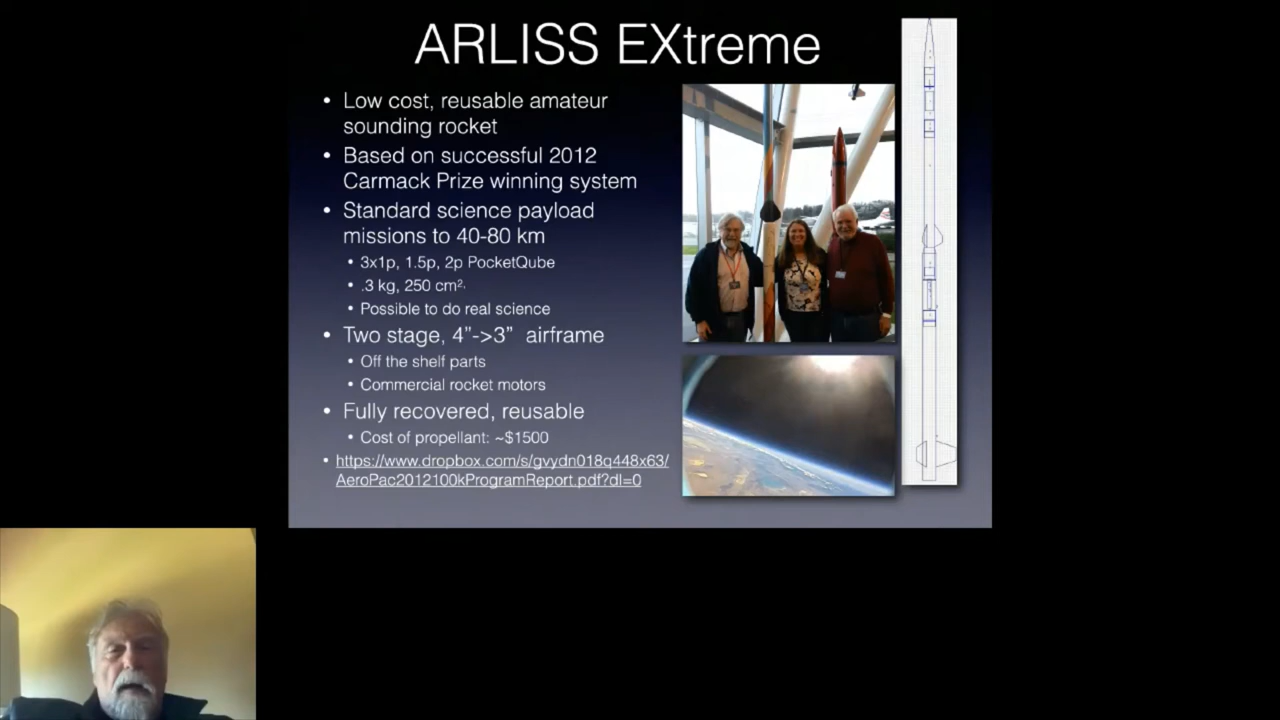 ARLISS EXtreme
• Low cost, reusable amateur
sounding rocket
• Based on successful 2012
Carmack Prize winning system
• Standard science payload
missions to 40-80 km
• 3x1p, 1.5p, 2p PocketQube
• .3 kg, 250 cm².
• Possible to do real science
• Two stage, 4”->3” airframe
• Off the shelf parts
• Commercial rocket motors
• Fully recovered, reusable
• Cost of propellant: ~$1500
• https://www.dropbox.com/s/gvydn018q448x63/
AeroPac2012100kProgramReport.pdf?dl=0